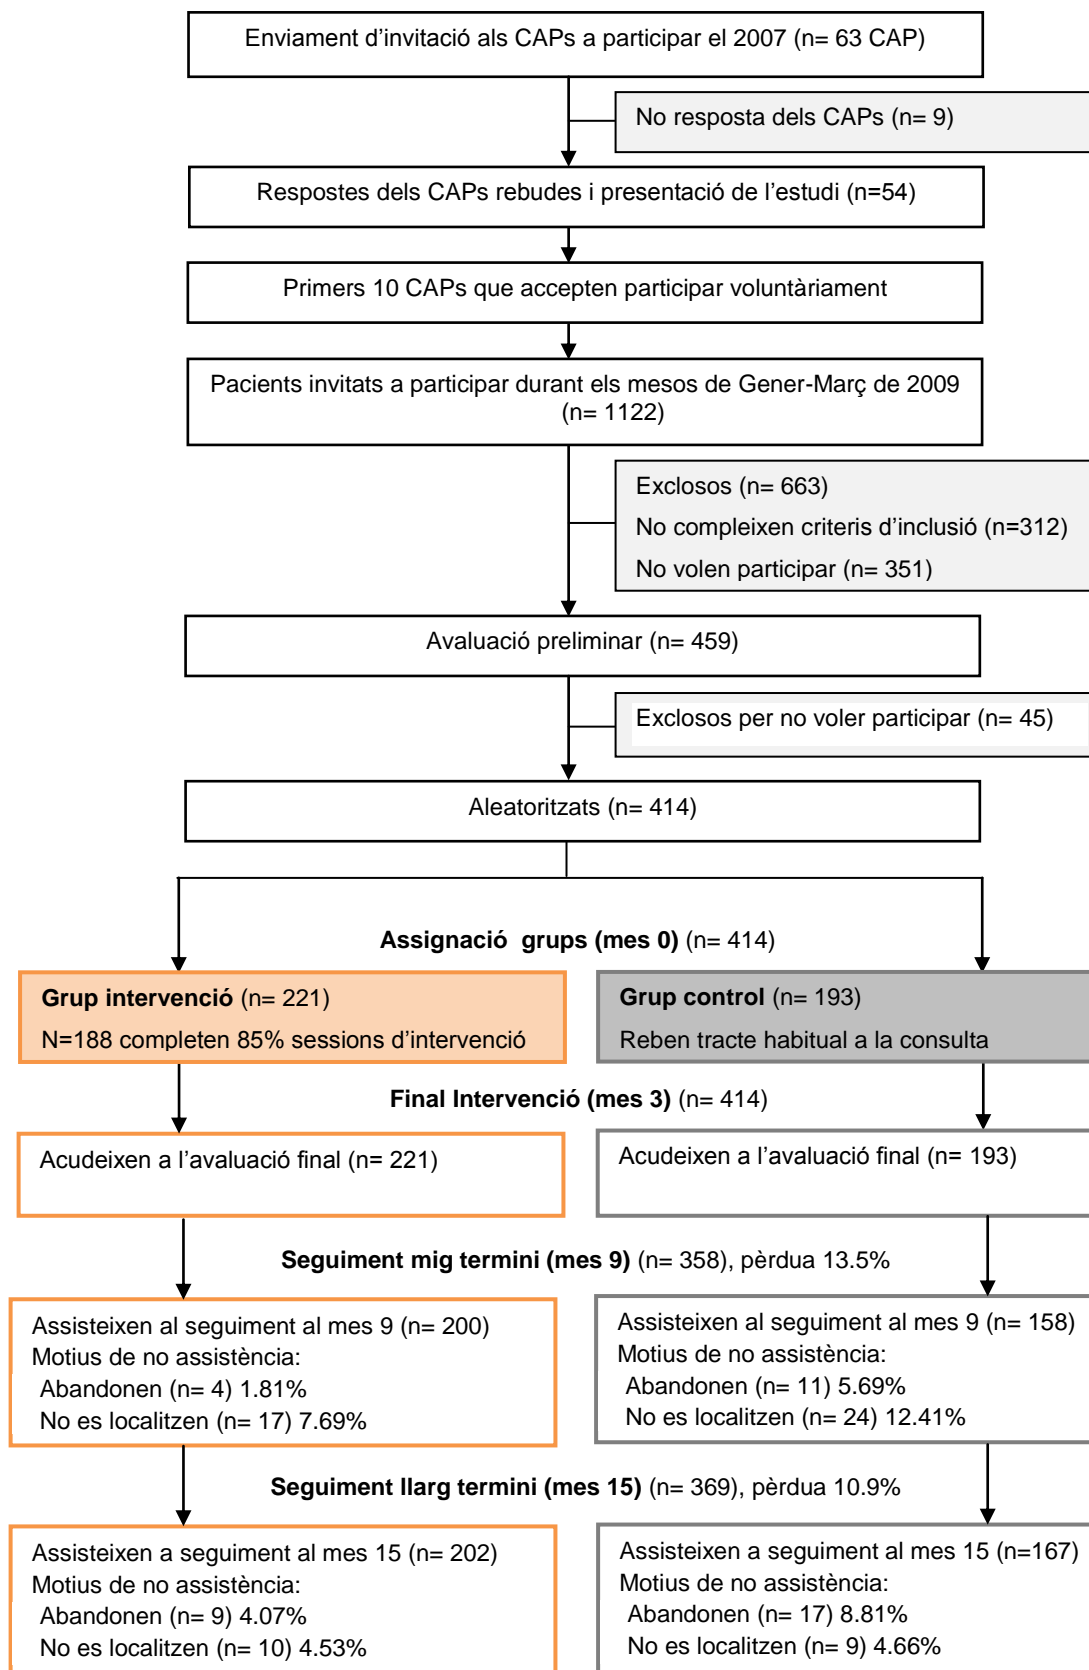 Enviament d’invitació als CAPs a participar el 2007 (n= 63 CAP)
No resposta dels CAPs (n= 9)
Respostes dels CAPs rebudes i presentació de l’estudi (n=54)
Primers 10 CAPs que accepten participar voluntàriament
Pacients invitats a participar durant els mesos de Gener-Març de 2009
(n= 1122)
Exclosos (n= 663)
No compleixen criteris d’inclusió (n=312)
No volen participar (n= 351)
Avaluació preliminar (n= 459)
Exclosos per no voler participar (n= 45)
Aleatoritzats (n= 414)
Assignació grups (mes 0) (n= 414)
Grup intervenció (n= 221)
N=188 completen 85% sessions d’intervenció
Grup control (n= 193)
Reben tracte habitual a la consulta
Final Intervenció (mes 3) (n= 414)
Acudeixen a l’avaluació final (n= 221)
Acudeixen a l’avaluació final (n= 193)
Seguiment mig termini (mes 9) (n= 358), pèrdua 13.5%
Assisteixen al seguiment al mes 9 (n= 200)
Motius de no assistència:
Abandonen (n= 4) 1.81%
No es localitzen (n= 17) 7.69%
Assisteixen al seguiment al mes 9 (n= 158)
Motius de no assistència:
Abandonen (n= 11) 5.69%
No es localitzen (n= 24) 12.41%
Seguiment llarg termini (mes 15) (n= 369), pèrdua 10.9%
Assisteixen a seguiment al mes 15 (n= 202)
Motius de no assistència:
Abandonen (n= 9) 4.07%
No es localitzen (n= 10) 4.53%
Assisteixen a seguiment al mes 15 (n=167)
Motius de no assistència:
Abandonen (n= 17) 8.81%
No es localitzen (n= 9) 4.66%